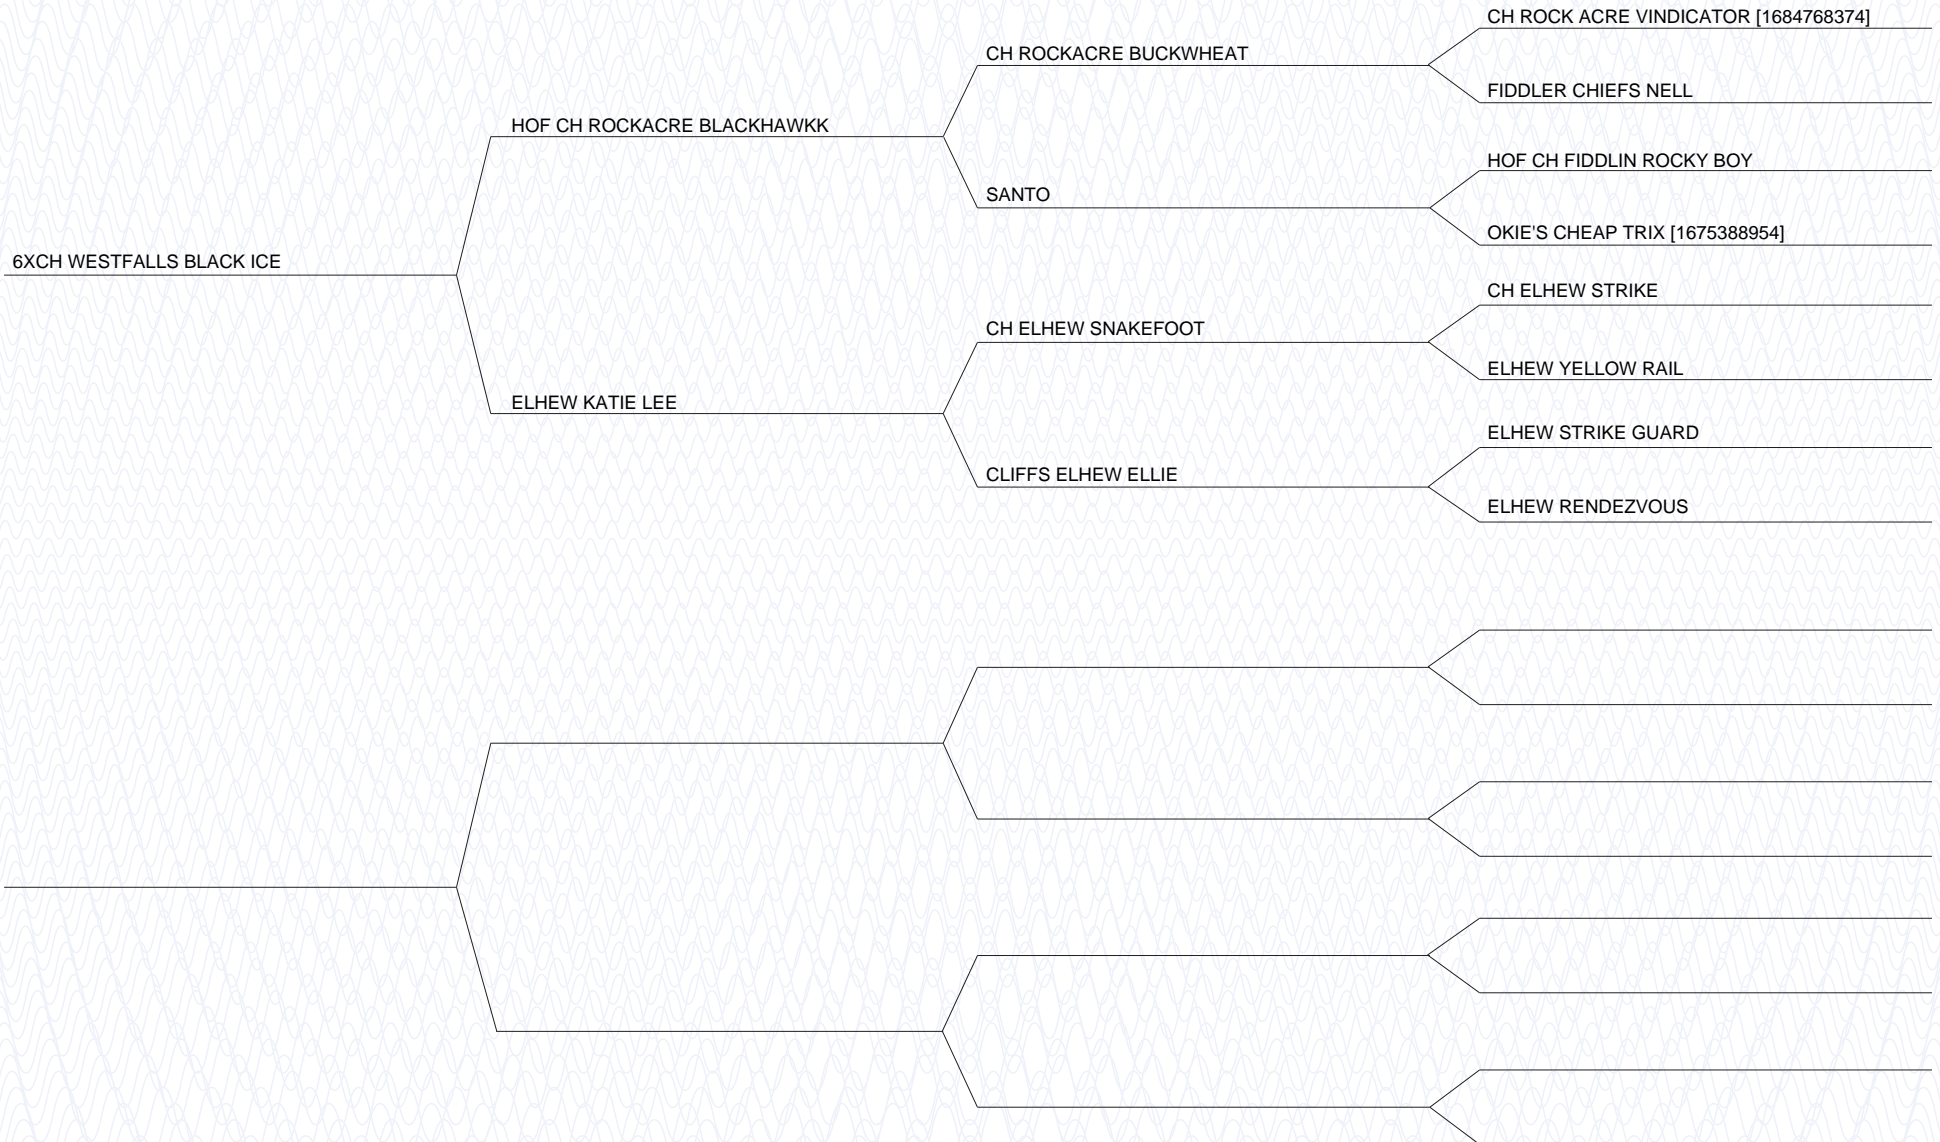 CH ROCK ACRE VINDICATOR [1684768374]
CH ROCKACRE BUCKWHEAT
FIDDLER CHIEFS NELL
HOF CH ROCKACRE BLACKHAWKK
HOF CH FIDDLIN ROCKY BOY
SANTO
OKIE'S CHEAP TRIX [1675388954]
6XCH WESTFALLS BLACK ICE
CH ELHEW STRIKE
CH ELHEW SNAKEFOOT
ELHEW YELLOW RAIL
ELHEW KATIE LEE
ELHEW STRIKE GUARD
CLIFFS ELHEW ELLIE
ELHEW RENDEZVOUS